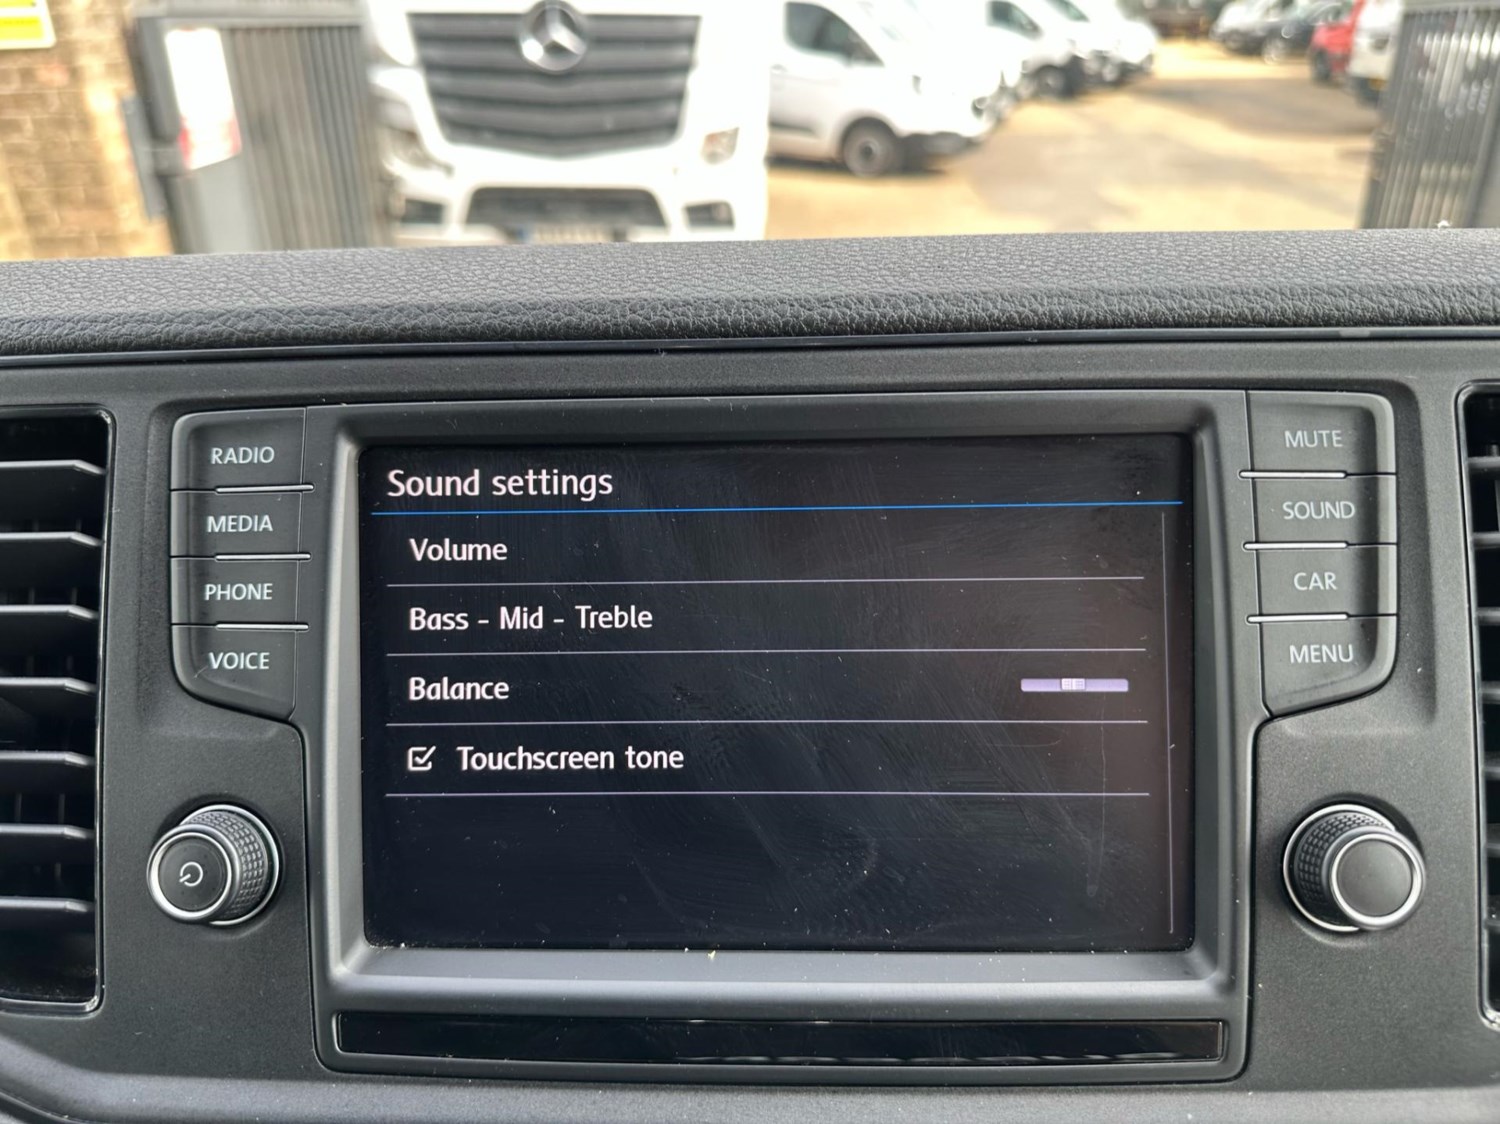 RADIO
MEDIA
PHONE
VOICE
Sound settings
Volume
Bass - Mid - Treble
Balance
Touchscreen tone
MUTE
SOUND
CAR
MENU